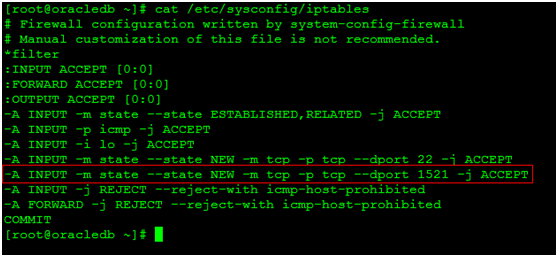 [root@oracledb ~]# cat /etc/sysconfig/iptables
# Firewall configuration written by system-config-firewall
# Manual customization of this file is not recommended.
*filter
:INPUT ACCEPT [0:0]
:FORWARD ACCEPT [0:0]
:OUTPUT ACCEPT [0:0]
-A INPUT -m state --state ESTABLISHED,RELATED -j ACCEPT
-A INPUT -p icmp -j ACCEPT
-A INPUT -i lo -j ACCEPT
-A INPUT -m state --state NEW -m tcp -p tcp --dport 22 -j ACCEPT
-A INPUT -m state --state NEW -m tcp -p tcp --dport 1521 -j ACCEPT
-A INPUT -j REJECT --reject-with icmp-host-prohibited
-A FORWARD -j REJECT --reject-with icmp-host-prohibited
COMMIT
[root@oracledb ~]#